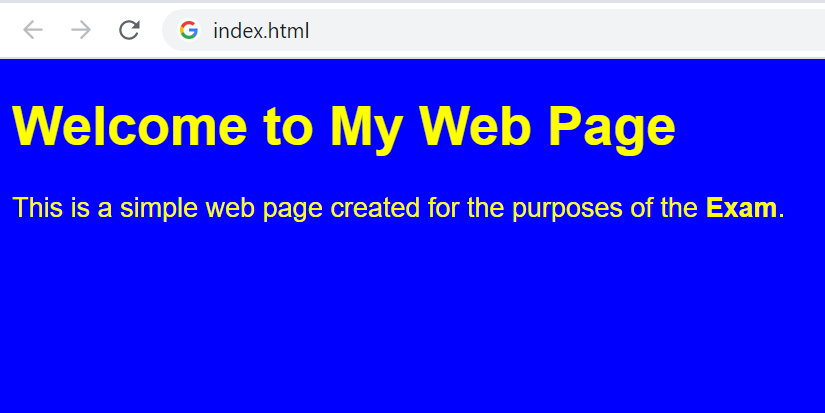 index.html
Welcome to My Web Page
This is a simple web page created for the purposes of the Exam.